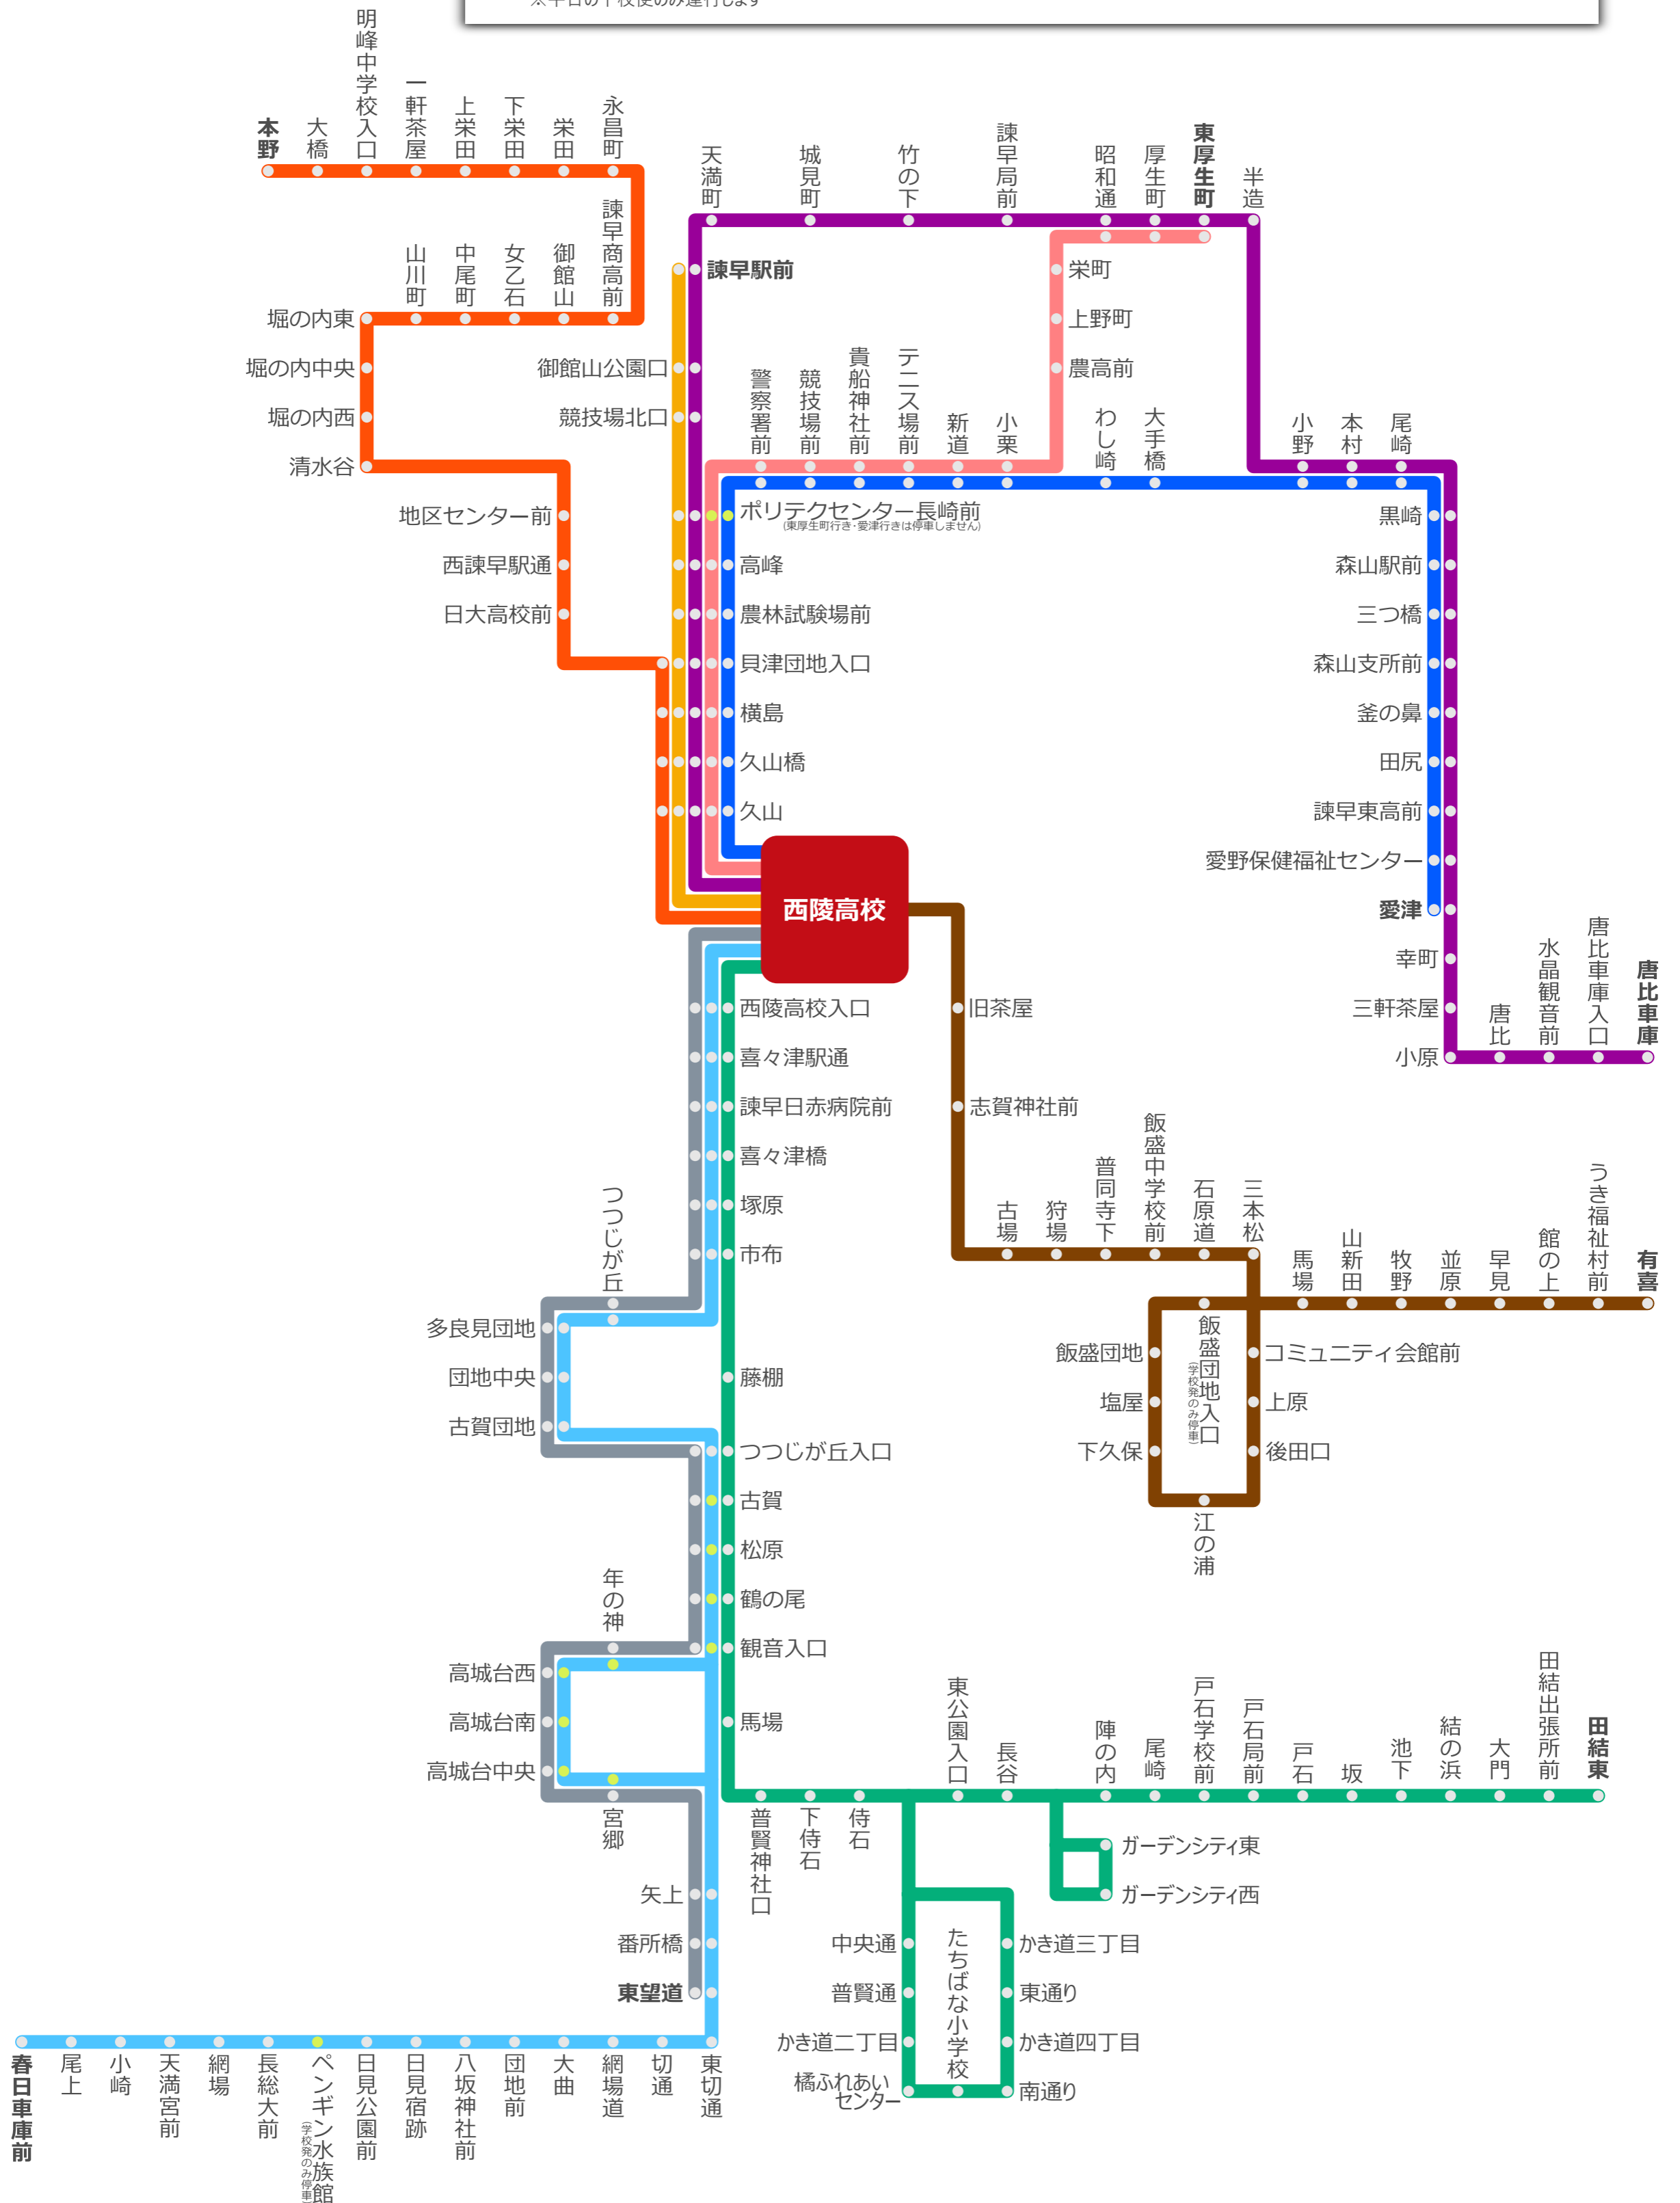 ※平日の下校便のみ運行します
本野
大橋
明峰中学校入口
一軒茶屋
上栄田
下栄田
栄田
永昌町
諫早商高前
御館山
女乙石
中尾町
山川町
堀の内東
堀の内中央
堀の内西
清水谷
地区センター前
西諫早駅通
日大高校前
天満町
城見町
竹の下
諫早局前
昭和通
厚生町
東厚生町
半造
諫早駅前
御館山公園口
競技場北口
栄町
上野町
農高前
警察署前
競技場前
貴船神社前
テニス場前
新道
小栗
わし崎
大手橋
小野
本村
尾崎
ポリテクセンター長崎前
(東厚生町行き・愛津行きは停車しません)
高峰
農林試験場前
貝津団地入口
横島
久山橋
久山
黒崎
森山駅前
三つ橋
森山支所前
釜の鼻
田尻
諫早東高前
愛野保健福祉センター
愛津
幸町
三軒茶屋
小原
唐比
水晶観音前
唐比車庫入口
唐比車庫
西陵高校
西陵高校入口
喜々津駅通
諫早日赤病院前
喜々津橋
塚原
市布
つつじが丘
多良見団地
団地中央
古賀団地
藤棚
つつじが丘入口
古賀
松原
鶴の尾
観音入口
年の神
高城台西
高城台南
高城台中央
宮郷
馬場
矢上
番所橋
東望道
旧茶屋
志賀神社前
古場
狩場
普同寺下
飯盛中学校前
石原道
三本松
馬場
山新田
牧野
並原
早見
館の上
うき福祉村前
有喜
飯盛団地入口
(学校発のみ停車)
飯盛団地
塩屋
下久保
コミュニティ会館前
上原
後田口
江の浦
普賢神社口
下侍石
侍石
東公園入口
長谷
陣の内
尾崎
戸石学校前
戸石局前
戸石
坂
池下
結の浜
大門
田結出張所前
田結東
ガーデンシティ東
ガーデンシティ西
中央通
普賢通
かき道二丁目
橘ふれあい
センター
たちばな小学校
かき道三丁目
東通り
かき道四丁目
南通り
春日車庫前
尾上
小崎
天満宮前
網場
長総大前
ペンギン水族館
(学校発のみ停車)
日見公園前
日見宿跡
八坂神社前
団地前
大曲
網場道
切通
東切通